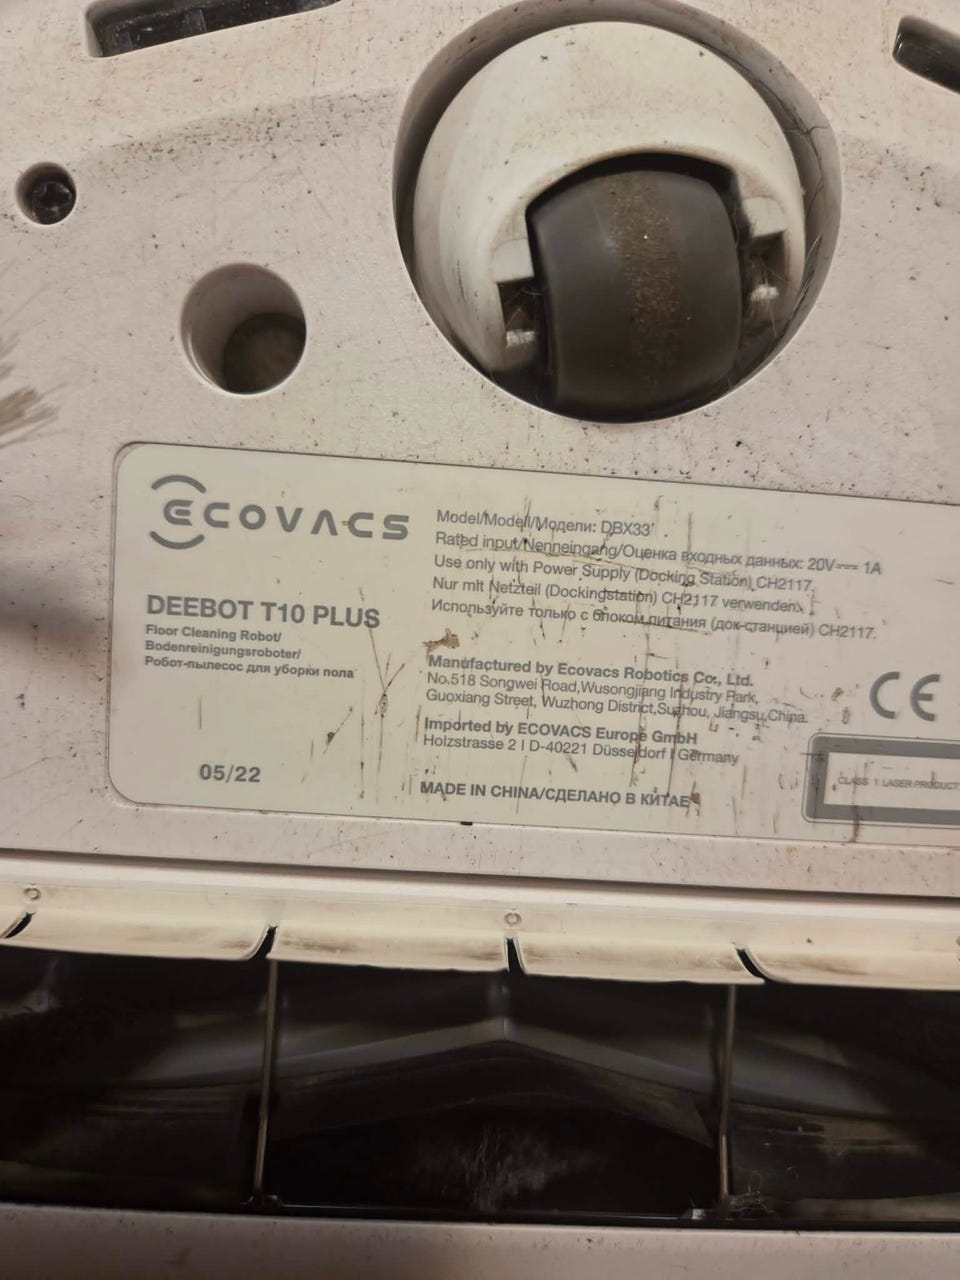 ECOVACS
DEEBOT T10 PLUS
Floor Cleaning Robot/
Bodenreinigungsroboter/
Робот-пылесос для уборки пола
05/22
Model/Modell/Модели: DBX33
Rated input/Nenneingang/Оценка входных данных: 20V⎓ 1A
Use only with Power Supply (Docking Station) CH2117.
Nur mit Netzteil (Dockingstation) CH2117 verwenden.
Используйте только с блоком питания (док-станцией) CH2117.
Manufactured by Ecovacs Robotics Co., Ltd.
No.518 Songwei Road,Wusongjiang Industry Park,
Guoxiang Street, Wuzhong District,Suzhou, Jiangsu,China.
Imported by ECOVACS Europe GmbH
Holzstrasse 2 I D-40221 Düsseldorf I Germany
MADE IN CHINA/СДЕЛАНО В КИТАЕ
CE
CLASS 1 LASER PRODUCT